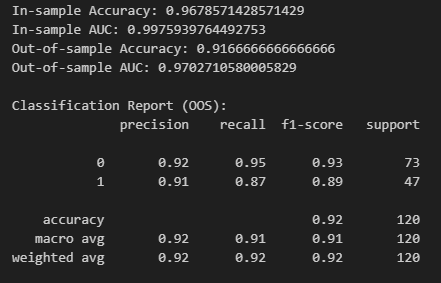 In-sample Accuracy: 0.9678571428571429
In-sample AUC: 0.9975939764492753
Out-of-sample Accuracy: 0.9166666666666666
Out-of-sample AUC: 0.9702710580005829
Classification Report (OOS):
precision recall f1-score support
0 0.92 0.95 0.93 73
1 0.91 0.87 0.89 47
accuracy 0.92 120
macro avg 0.92 0.91 0.91 120
weighted avg 0.92 0.92 0.92 120